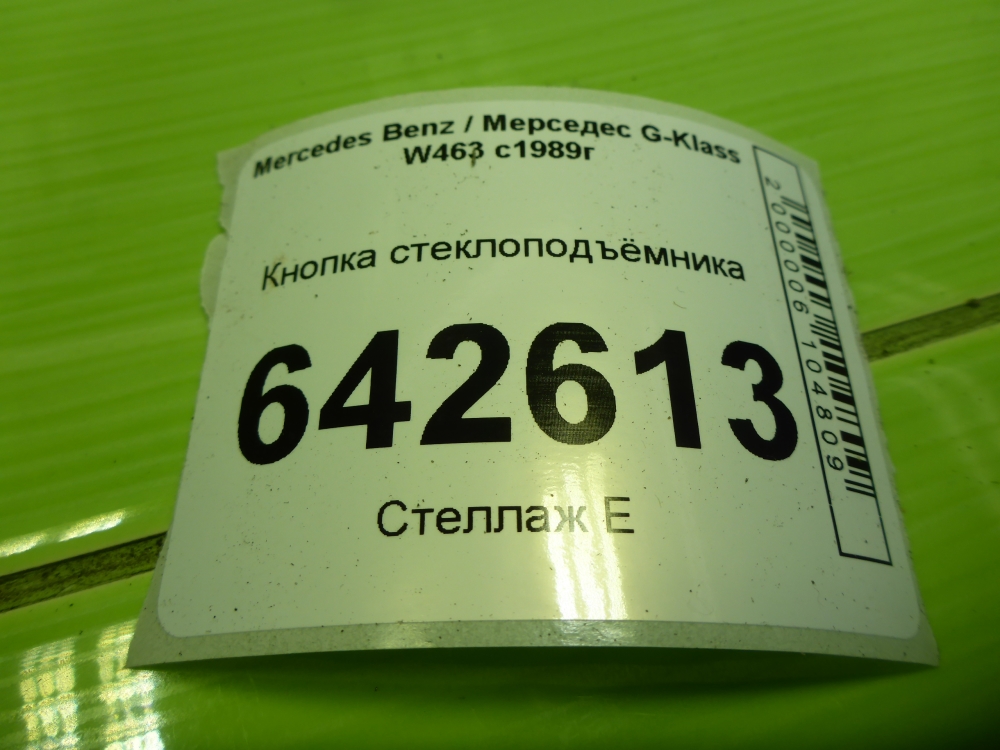 Mercedes Benz / Мерседес G-Klass
W463 с1989г
Кнопка стеклоподъёмника
642613
Стеллаж Е
2000006104809